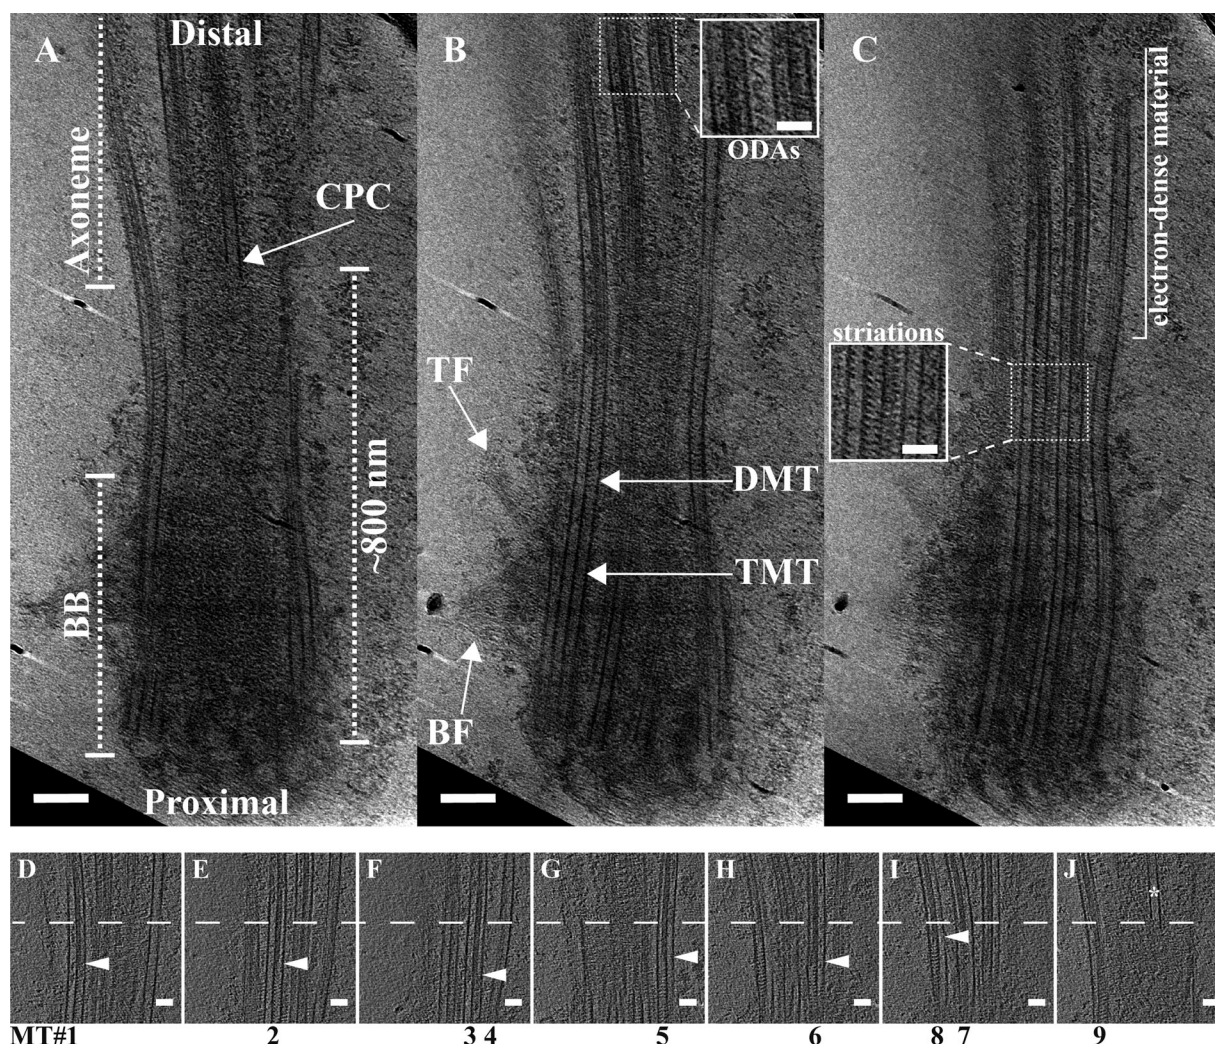 A
Distal
Axoneme
CPC
BB
~800 nm
Proximal
B
ODAs
TF
DMT
TMT
BF
C
electron-dense material
striations
D
E
F
G
H
I
J
*
MT#1
2
3 4
5
6
8 7
9